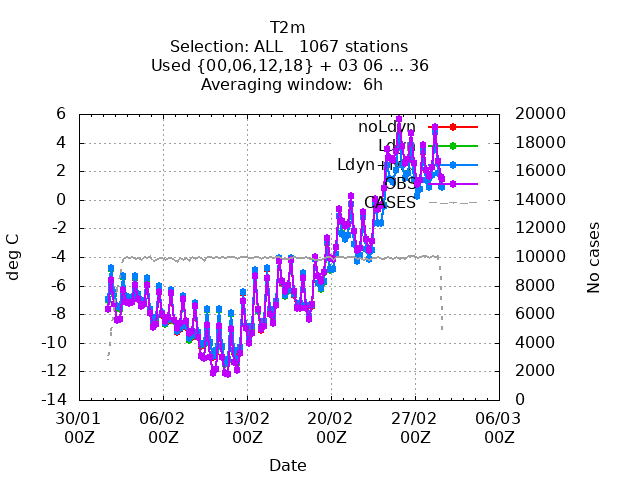 T2m
Selection: ALL   1067 stations
Used {00,06,12,18} + 03 06 ... 36
Averaging window:  6h
6
4
2
0
-2
-4
-6
-8
-10
-12
-14
deg C
20000
18000
16000
14000
12000
10000
8000
6000
4000
2000
0
No cases
noLdyn
OBS
CASES
30/01 06/02 13/02 20/02 27/02 06/03
00Z 00Z 00Z 00Z 00Z 00Z
Date